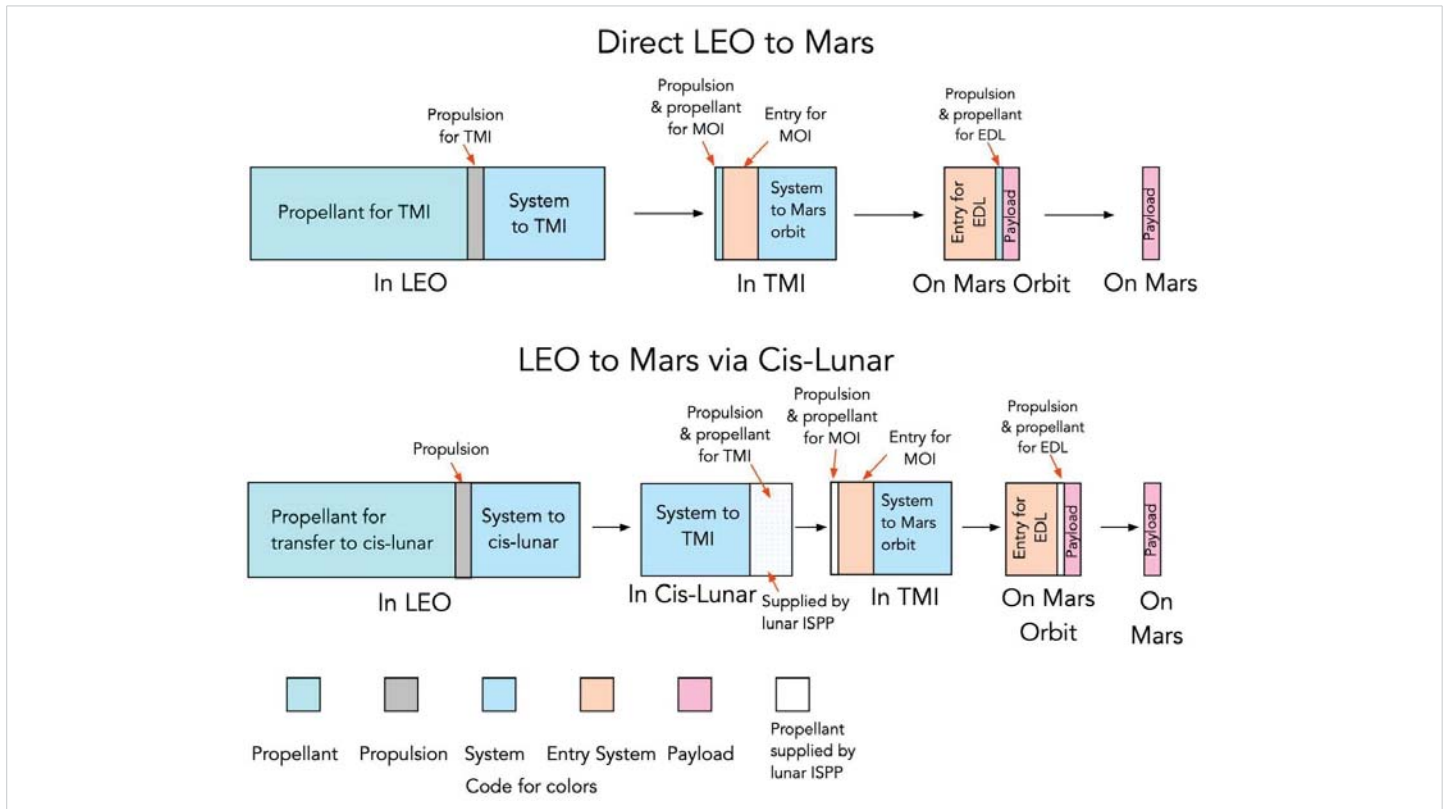 Direct LEO to Mars
Propulsion
for TMI
Propulsion
& propellant
for MOI
Entry for
MOI
Propulsion
& propellant
for EDL
Propellant for TMI
System
to TMI
System
to Mars
orbit
Entry for
EDL
Payload
Payload
In LEO
In TMI
On Mars Orbit
On Mars
LEO to Mars via Cis-Lunar
Propulsion
Propulsion
& propellant
for TMI
Propulsion
& propellant
for MOI
Entry for
MOI
Propulsion
& propellant
for EDL
Propellant for
transfer to cis-lunar
System to
cis-lunar
System to
TMI
System
to Mars
orbit
Entry for
EDL
Payload
Payload
In LEO
In Cis-Lunar
Supplied by
lunar ISPP
In TMI
On Mars
Orbit
On
Mars
Propellant
Propulsion
System
Entry System
Payload
Propellant
supplied by
lunar ISPP
Code for colors